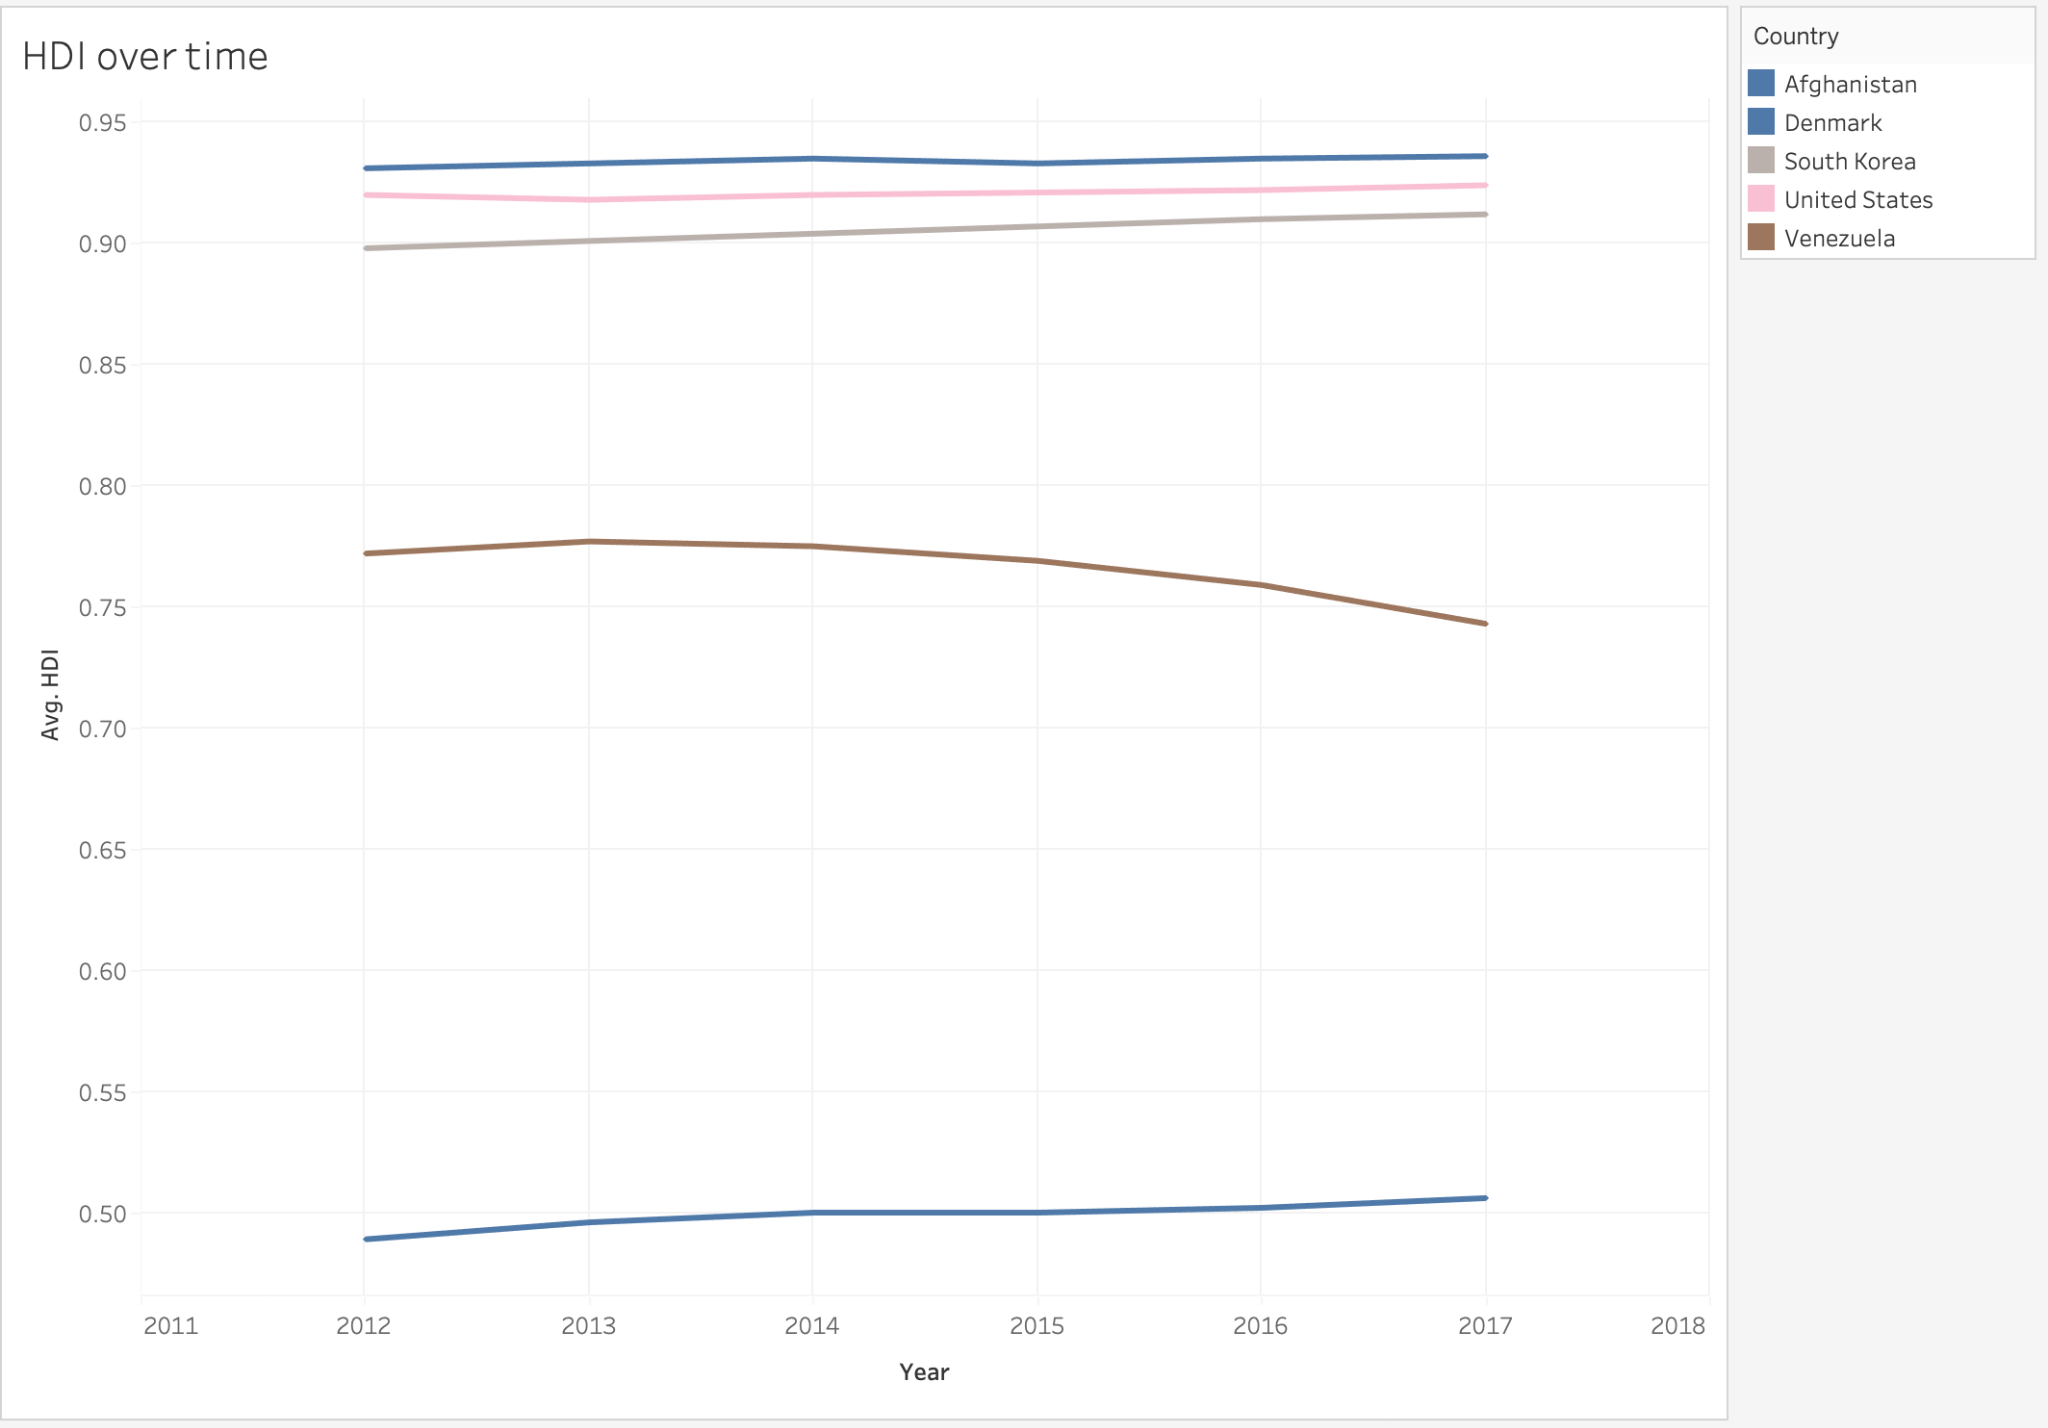 HDI over time
Country
Afghanistan
Denmark
South Korea
United States
Venezuela
Avg. HDI
0.95
0.90
0.85
0.80
0.75
0.70
0.65
0.60
0.55
0.50
2011 2012 2013 2014 2015 2016 2017 2018
Year